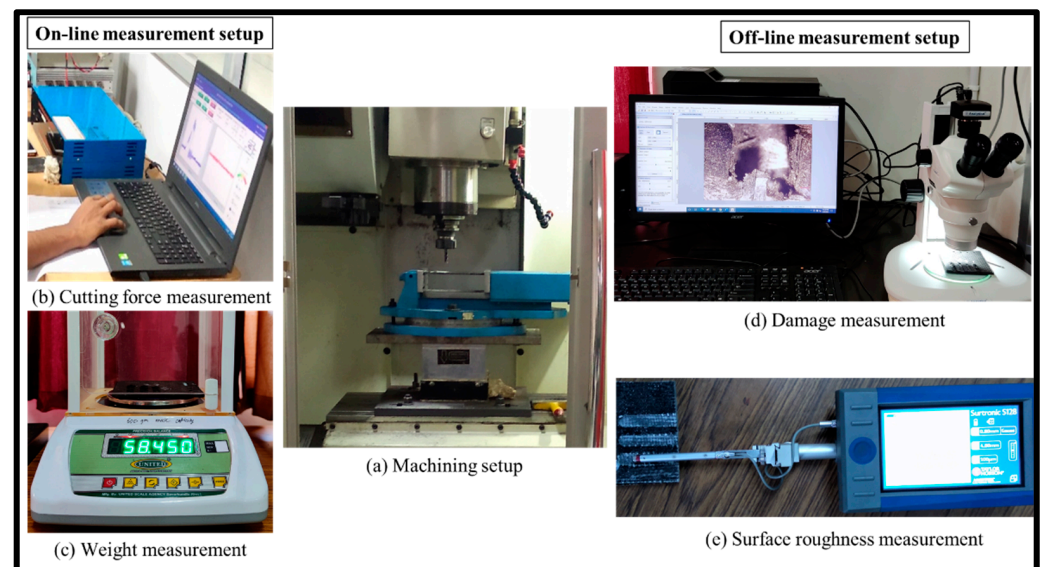 On-line measurement setup
Off-line measurement setup
(b) Cutting force measurement
(d) Damage measurement
acer
58.450
UNITED
(a) Machining setup
(c) Weight measurement
Surtronic S128
(e) Surface roughness measurement